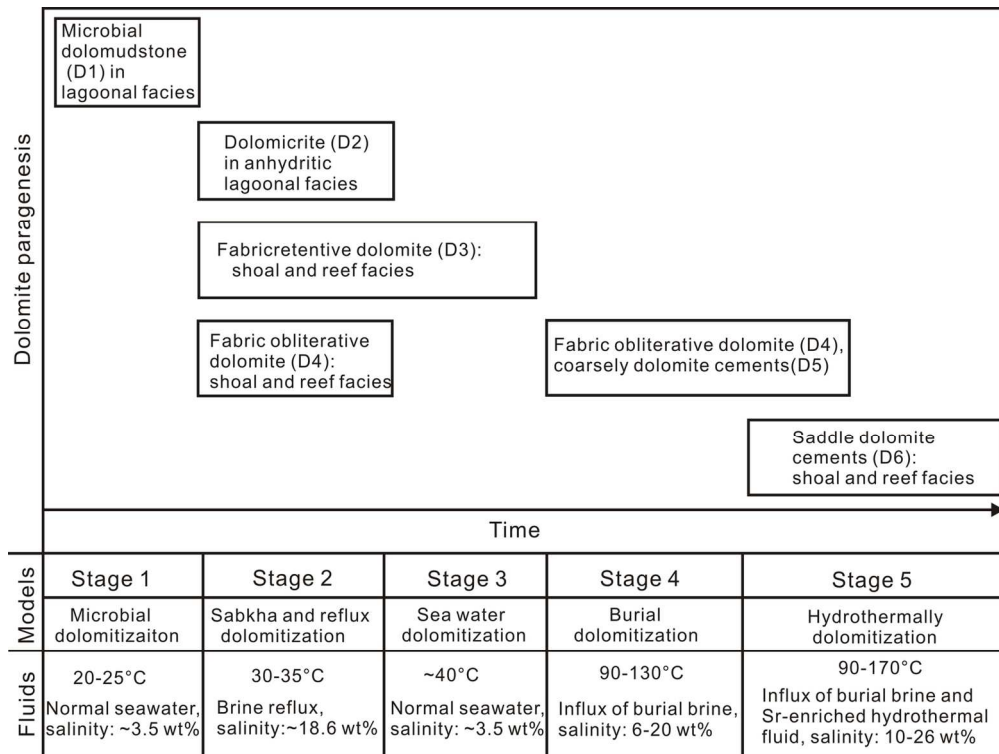 Dolomite paragenesis
Microbial
dolomudstone
(D1) in
lagoonal facies
Dolomicrite (D2)
in anhydritic
lagoonal facies
Fabricretentive dolomite (D3):
shoal and reef facies
Fabric obliterative
dolomite (D4):
shoal and reef facies
Fabric obliterative dolomite (D4),
coarsely dolomite cements(D5)
Saddle dolomite
cements (D6):
shoal and reef facies
Time
Models
Stage 1
Stage 2
Stage 3
Stage 4
Stage 5
Microbial
dolomitizaiton
Sabkha and reflux
dolomitization
Sea water
dolomitization
Burial
dolomitization
Hydrothermally
dolomitization
Fluids
20-25°C
Normal seawater,
salinity: ~3.5 wt%
30-35°C
Brine reflux,
salinity:~18.6 wt%
~40°C
Normal seawater,
salinity: ~3.5 wt%
90-130°C
Influx of burial brine,
salinity: 6-20 wt%
90-170°C
Influx of burial brine and
Sr-enriched hydrothermal
fluid, salinity: 10-26 wt%